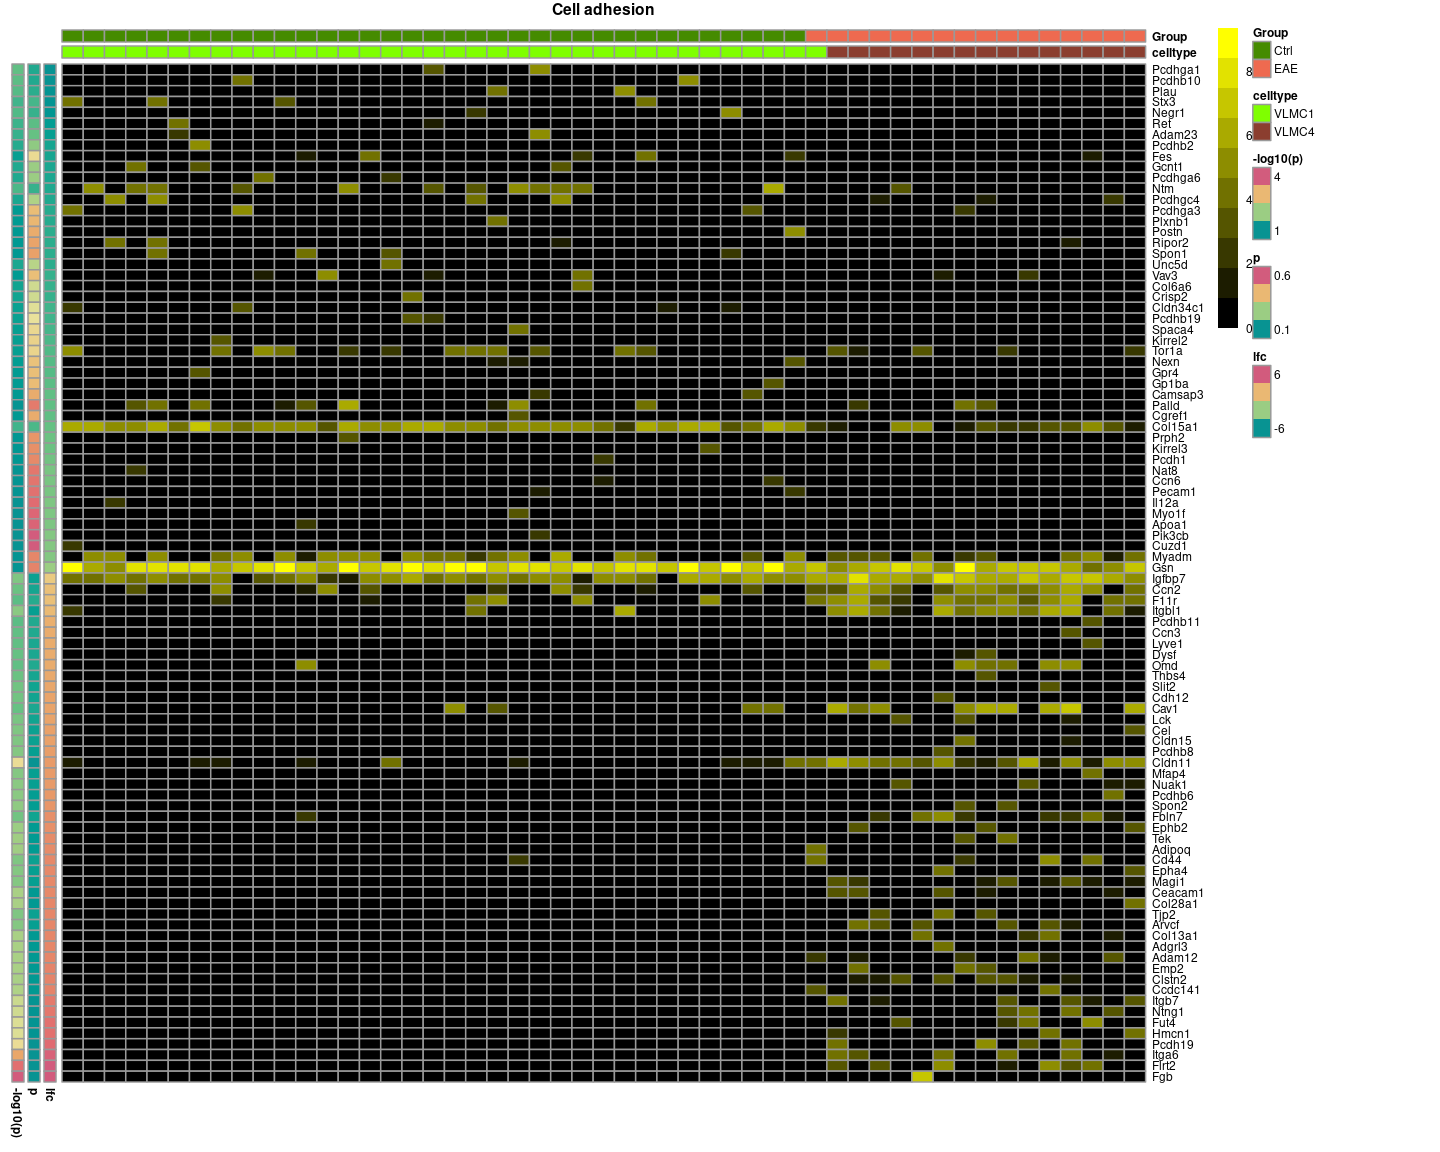 Cell adhesion
Group
celltype
Pcdhga1
Pcdhb10
Plau
Stx3
Negr1
Ret
Adam23
Pcdhb2
Fes
Gcnt1
Pcdhga6
Ntm
Pcdhgc4
Pcdhga3
Plxnb1
Postn
Ripor2
Spon1
Unc5d
Vav3
Col6a6
Crisp2
Cldn34c1
Pcdhb19
Spaca4
Kirrel2
Tor1a
Nexn
Gpr4
Gp1ba
Camsap3
Palld
Cgref1
Col15a1
Prph2
Kirrel3
Pcdh1
Nat8
Ccn6
Pecam1
Il12a
Myo1f
Apoa1
Pik3cb
Cuzd1
Myadm
Gsn
Igfbp7
Ccn2
F11r
Itgbl1
Pcdhb11
Ccn3
Lyve1
Dysf
Omd
Thbs4
Slit2
Cdh12
Cav1
Lck
Cel
Cldn15
Pcdhb8
Cldn11
Mfap4
Nuak1
Pcdhb6
Spon2
Fbln7
Ephb2
Tek
Adipoq
Cd44
Epha4
Magi1
Ceacam1
Col28a1
Tjp2
Arvcf
Col13a1
Adgrl3
Adam12
Emp2
Clstn2
Ccdc141
Itgb7
Ntng1
Fut4
Hmcn1
Pcdh19
Itga6
Flrt2
Fgb
8
6
4
2
0
Group
Ctrl
EAE
celltype
VLMC1
VLMC4
-log10(p)
4
1
p
0.6
0.1
lfc
6
-6
-log10(p)
p
lfc